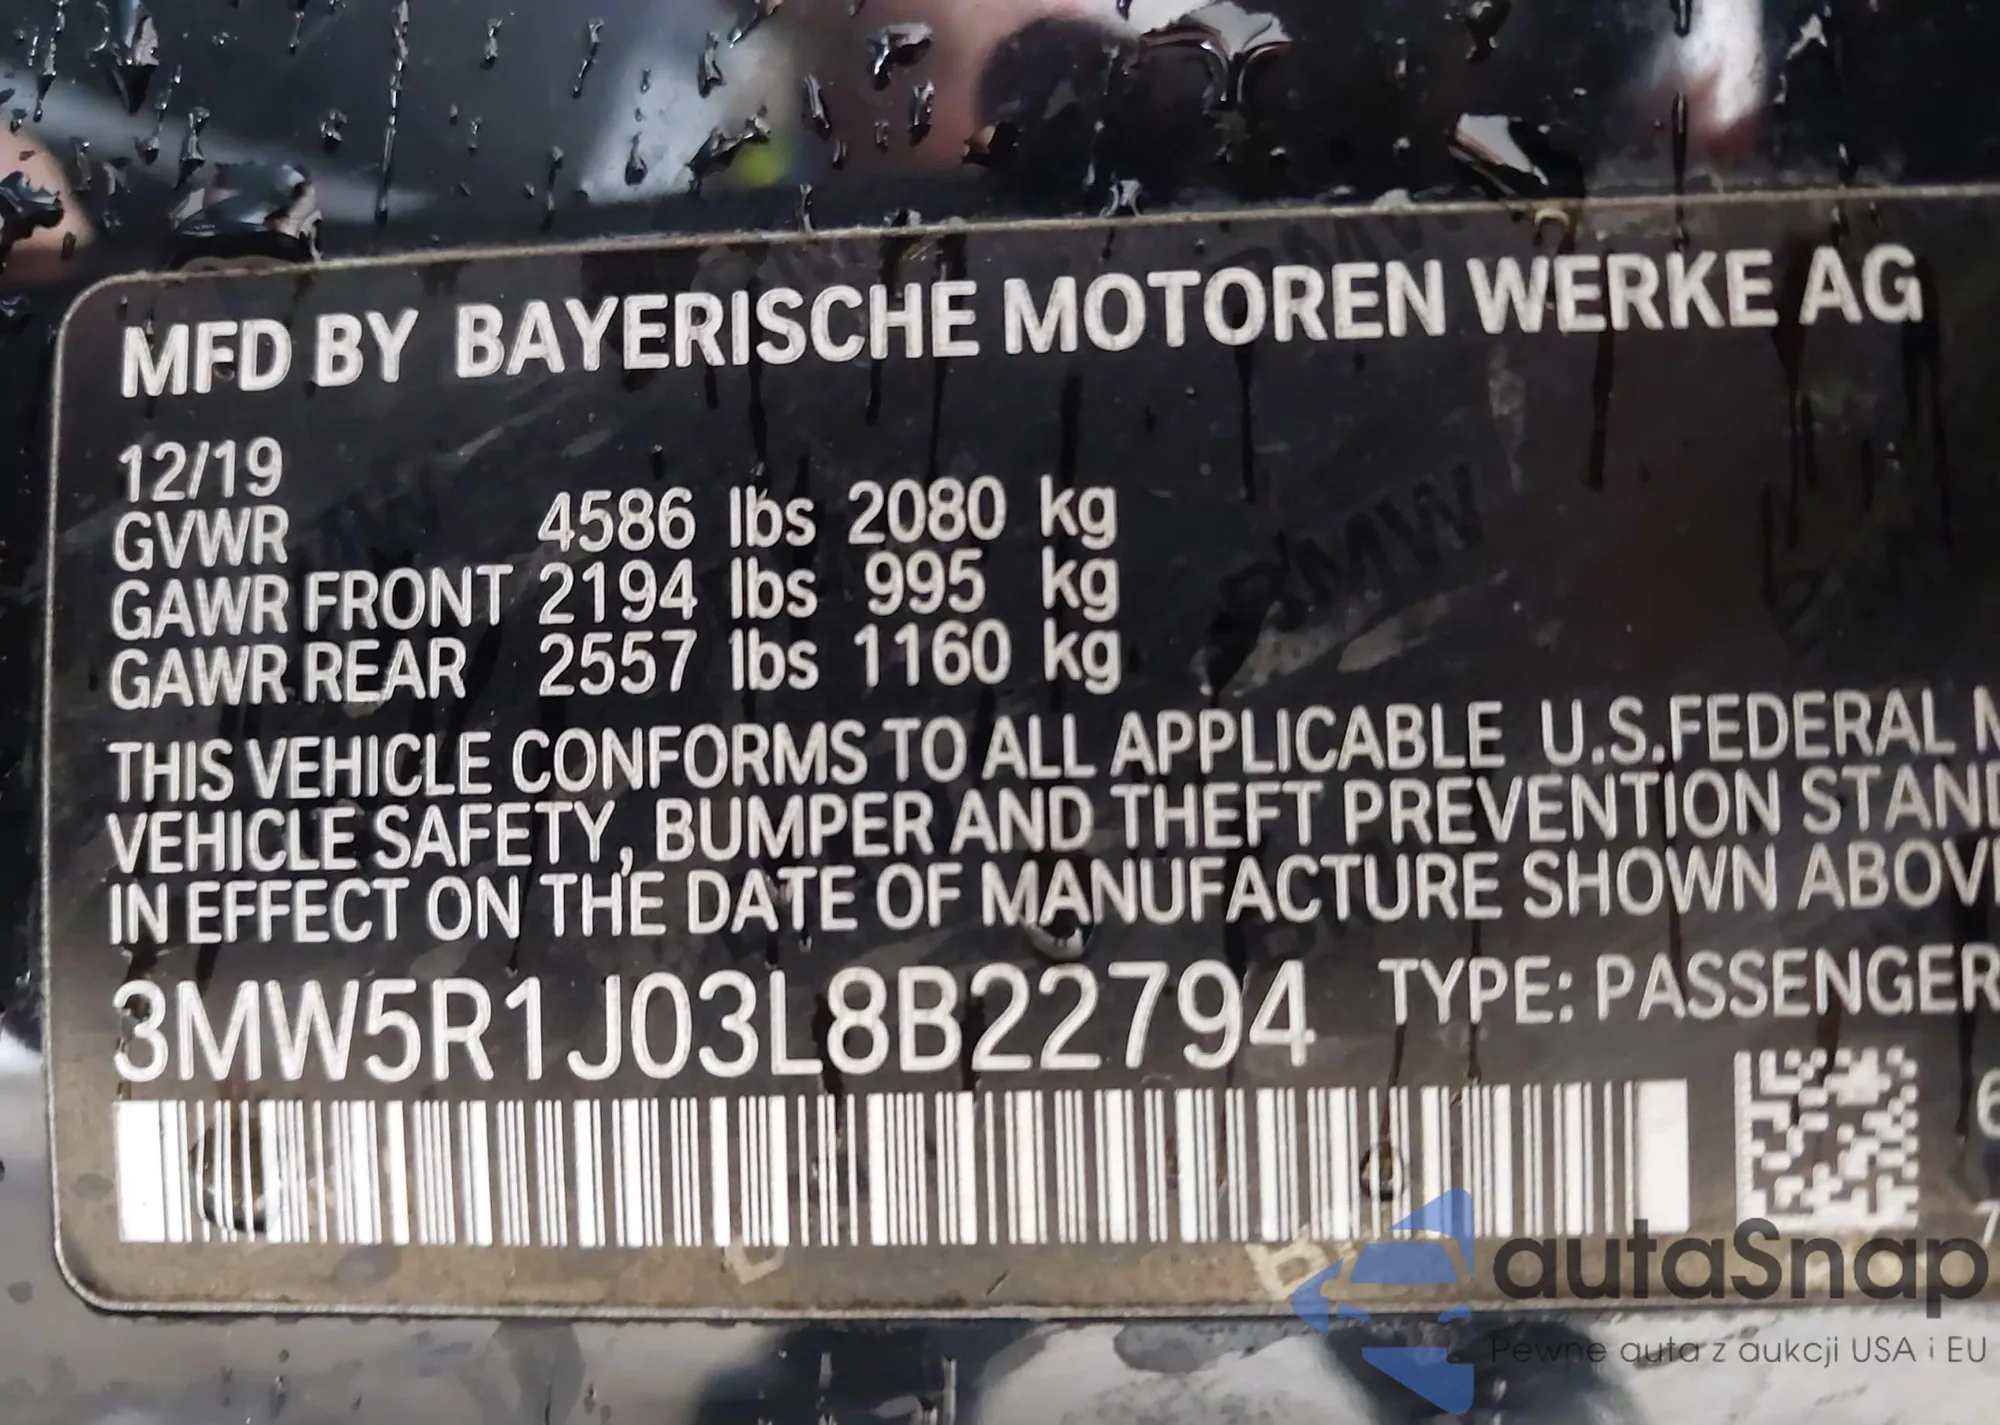 MFD BY BAYERISCHE MOTOREN WERKE AG
12/19
GVWR 4586 lbs 2080 kg
GAWR FRONT 2194 lbs 995 kg
GAWR REAR 2557 lbs 1160 kg
THIS VEHICLE CONFORMS TO ALL APPLICABLE U.S.FEDERAL M
VEHICLE SAFETY, BUMPER AND THEFT PREVENTION STAND
IN EFFECT ON THE DATE OF MANUFACTURE SHOWN ABOV
3MW5R1J03L8B22794 TYPE: PASSENGER
autaSnap
Pewne auta z aukcji USA i EU